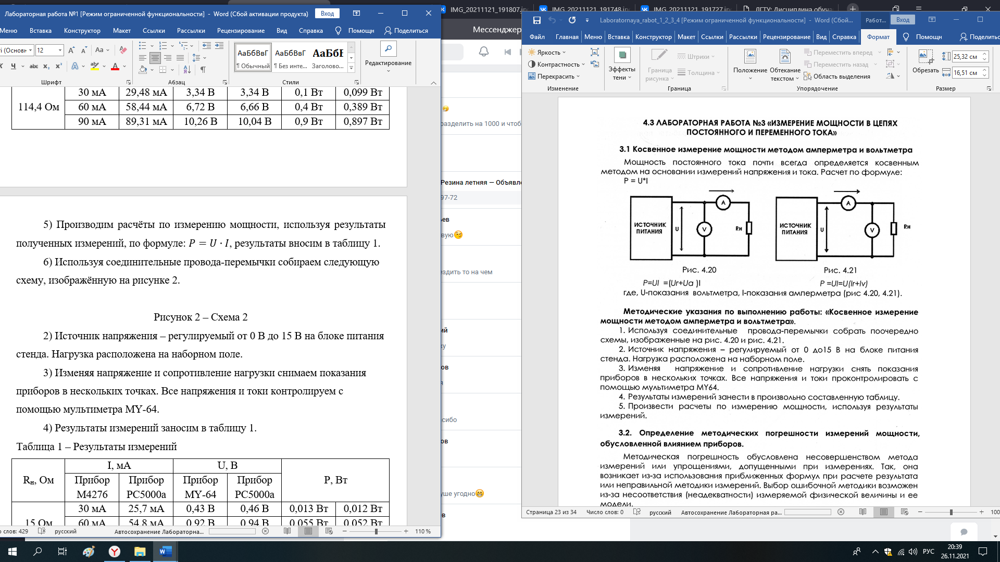 Лабораторная работа №1 [Режим ограниченной функциональности] - Word (Сбой активации продукта)
Вход
Меню Вставка Конструктор Макет Ссылки Рассылки Рецензирование Вид Справка Помощн Поделиться
i (Основн 12 Аа
К Ч abc x₂ x² А А
АаБбВвГ АаБбВвГ АаБбЕ
¶ Обычный ¶ Без инте... Заголово...
Редактирование
Шрифт Абзац Стили
30 мА 29,48 мА 3,34 В 3,34 В 0,1 Вт 0,099 Вт
114,4 Ом 60 мА 58,44 мА 6,72 В 6,66 В 0,4 Вт 0,389 Вт
90 мА 89,31 мА 10,26 В 10,04 В 0,9 Вт 0,897 Вт
5) Производим расчёты по измерению мощности, используя результаты
полученных измерений, по формуле: P = U · I, результаты вносим в таблицу 1.
6) Используя соединительные провода-перемычки собираем следующую
схему, изображённую на рисунке 2.
Рисунок 2 – Схема 2
2) Источник напряжения – регулируемый от 0 В до 15 В на блоке питания
стенда. Нагрузка расположена на наборном поле.
3) Изменяя напряжение и сопротивление нагрузки снимаем показания
приборов в нескольких точках. Все напряжения и токи контролируем с
помощью мультиметра MY-64.
4) Результаты измерений заносим в таблицу 1.
Таблица 1 – Результаты измерений
Rн, Ом I, мА U, В P, Вт
Прибор Прибор Прибор Прибор
М4276 PC5000a MY-64 PC5000a
30 мА 25,7 мА 0,43 В 0,46 В 0,013 Вт 0,012 Вт
15 Ом 60 мА 54,8 мА 0,92 В 0,94 В 0,055 Вт 0,052 Вт
о слов: 429 русский Автосохранение Лабораторна... 110 %
IMG_20211121_191807.jp IMG_20211121_191748.jp IMG_20211121_191727.jp ЛГТУ: Дисциплина обуча
Мессенджер
разделить на 1000 и чтоб
Резина летняя — Объявле
97-72
ьев
вую
ездить то на чем
ий
ку
ов
я
сибо
ов
уше угодно
в
Laboratornaya_rabot_1_2_3_4 [Режим ограниченной функциональности] - Word (Сбой...
Работ...
Вход
Файл Главная Меню Вставка Конструктор Макет Ссылки Рассылки Рецензирование Вид Справка Формат Помощн Поделитьс
Яркость
Контрастность
Перекрасить
Изменение
Эффекты
тени
Граница
рисунка
Штрихи
Толщина
Граница
Положение
Обтекание
текстом
Переместить вперед
Переместить назад
Область выделения
Упорядочение
Обрезать
25,32 см
16,51 см
Размер
4.3 ЛАБОРАТОРНАЯ РАБОТА №3 «ИЗМЕРЕНИЕ МОЩНОСТИ В ЦЕПЯХ
ПОСТОЯННОГО И ПЕРЕМЕННОГО ТОКА»
3.1 Косвенное измерение мощности методом амперметра и вольтметра
Мощность постоянного тока почти всегда определяется косвенным
методом на основании измерений напряжения и тока. Расчет по формуле:
P = U*I
ИСТОЧНИК ПИТАНИЯ U V A Rн
ИСТОЧНИК ПИТАНИЯ U A V Rн
Рис. 4.20 Рис. 4.21
P=UI =(Ur+Ua )I P =UI=U(Ir+Iv)
где, U-показания вольтметра, I-показания амперметра (рис 4.20, 4.21).
Методические указания по выполнению работы: «Косвенное измерение
мощности методом амперметра и вольтметра».
1. Используя соединительные провода-перемычки собрать поочередно
схемы, изображенные на рис. 4.20 и рис. 4.21.
2. Источник напряжения – регулируемый от 0 до15 В на блоке питания
стенда. Нагрузка расположена на наборном поле.
3. Изменяя напряжение и сопротивление нагрузки снять показания
приборов в нескольких точках. Все напряжения и токи проконтролировать с
помощью мультиметра MY64.
4. Результаты измерений занести в произвольно составленную таблицу.
5. Произвести расчеты по измерению мощности, используя результаты
измерений.
3.2. Определение методических погрешности измерений мощности,
обусловленной влиянием приборов.
Методическая погрешность обусловлена несовершенством метода
измерений или упрощениями, допущенными при измерениях. Так, она
возникает из-за использования приближенных формул при расчете результата
или неправильной методики измерений. Выбор ошибочной методики возможен
из-за несоответствия (неадекватности) измеряемой физической величины и ее
модели.
Страница 23 из 34 Число слов: 0 русский Автосохранение Лабораторная ра... 100
РУС
20:39
26.11.2021